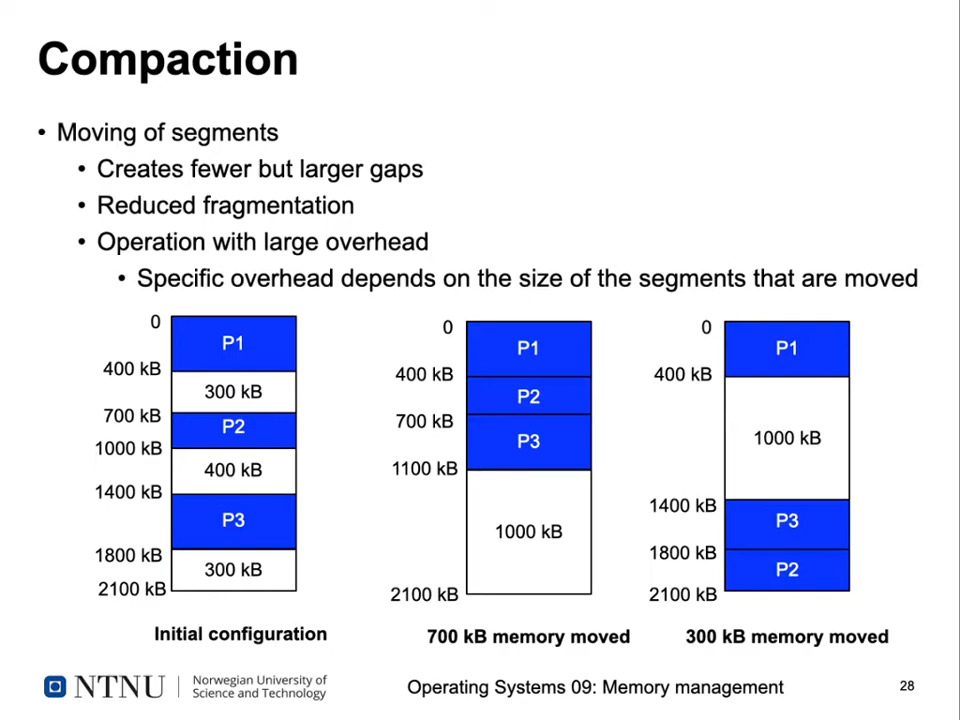 Compaction
• Moving of segments
• Creates fewer but larger gaps
• Reduced fragmentation
• Operation with large overhead
• Specific overhead depends on the size of the segments that are moved
0
P1
400 kB
300 kB
700 kB
P2
1000 kB
400 kB
1400 kB
P3
1800 kB
300 kB
2100 kB
Initial configuration
0
P1
400 kB
P2
700 kB
P3
1100 kB
1000 kB
2100 kB
700 kB memory moved
0
P1
400 kB
1000 kB
1400 kB
P3
1800 kB
P2
2100 kB
300 kB memory moved
NTNU
Norwegian University of
Science and Technology
Operating Systems 09: Memory management
28